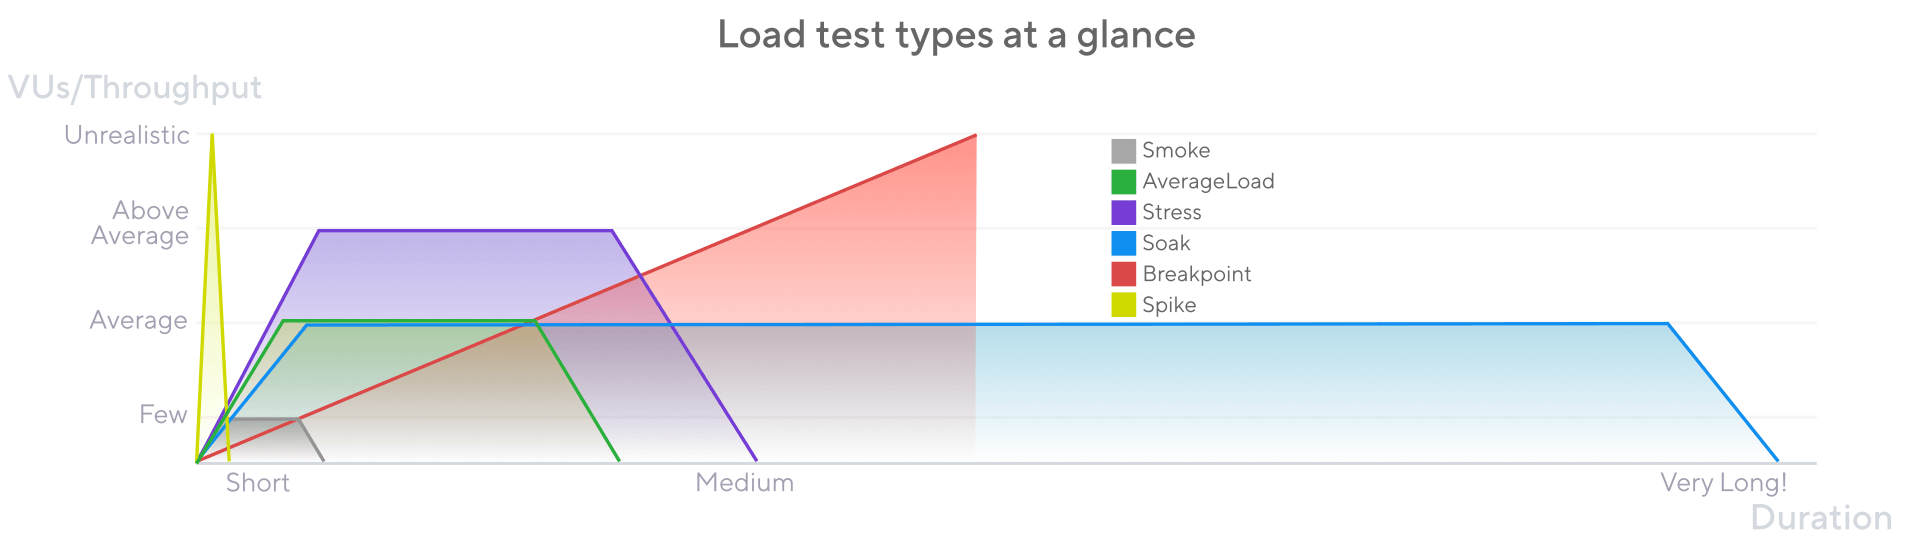 Load test types at a glance
VUs/Throughput
Unrealistic
Above
Average
Average
Few
Smoke
AverageLoad
Stress
Soak
Breakpoint
Spike
Short
Medium
Very Long!
Duration